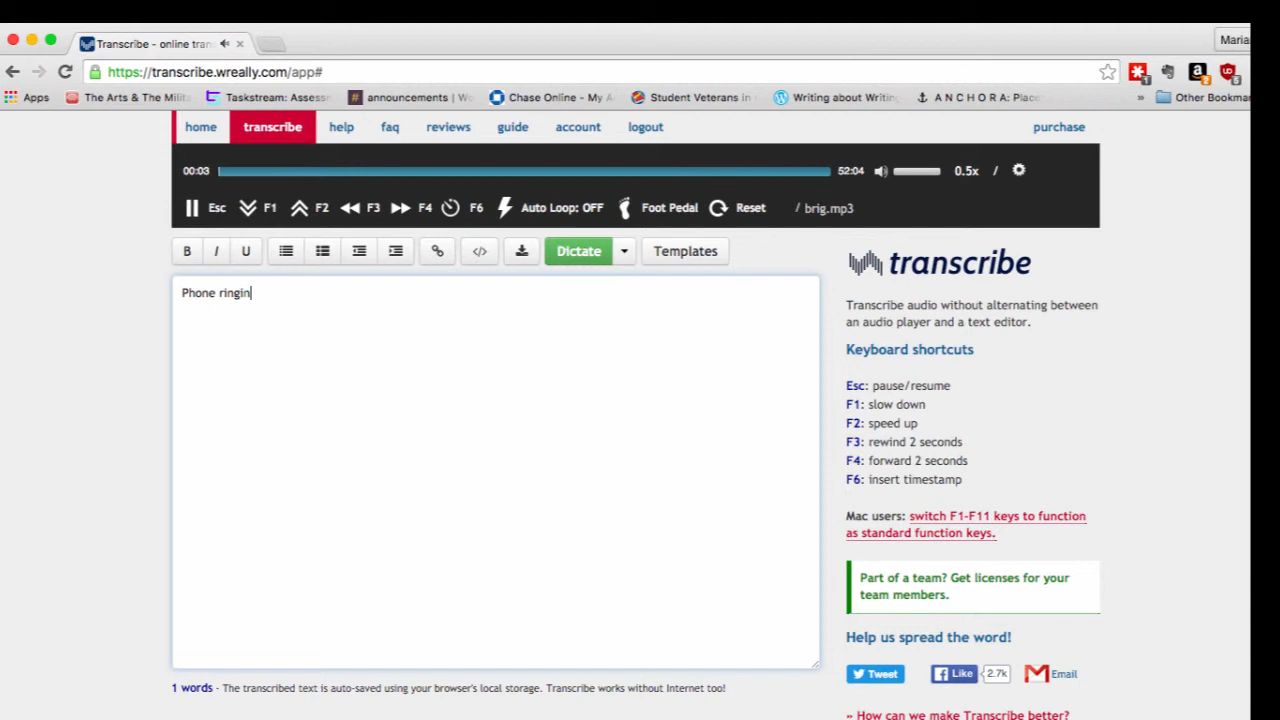 Transcribe - online tran
Maria
https://transcribe.wreally.com/app#
Apps The Arts & The Milita Taskstream: Assess announcements | Wo Chase Online - My A Student Veterans in Writing about Writin A N C H O R A: Place » Other Bookmar
home transcribe help faq reviews guide account logout purchase
00:03 52:04 0.5x /
Esc F1 F2 F3 F4 F6 Auto Loop: OFF Foot Pedal Reset / brig.mp3
B I U </> Dictate Templates
Phone ringin
transcribe
Transcribe audio without alternating between
an audio player and a text editor.
Keyboard shortcuts
Esc: pause/resume
F1: slow down
F2: speed up
F3: rewind 2 seconds
F4: forward 2 seconds
F6: insert timestamp
Mac users: switch F1-F11 keys to function
as standard function keys.
Part of a team? Get licenses for your
team members.
Help us spread the word!
Tweet Like 2.7k Email
1 words - The transcribed text is auto-saved using your browser's local storage. Transcribe works without Internet too!
» How can we make Transcribe better?